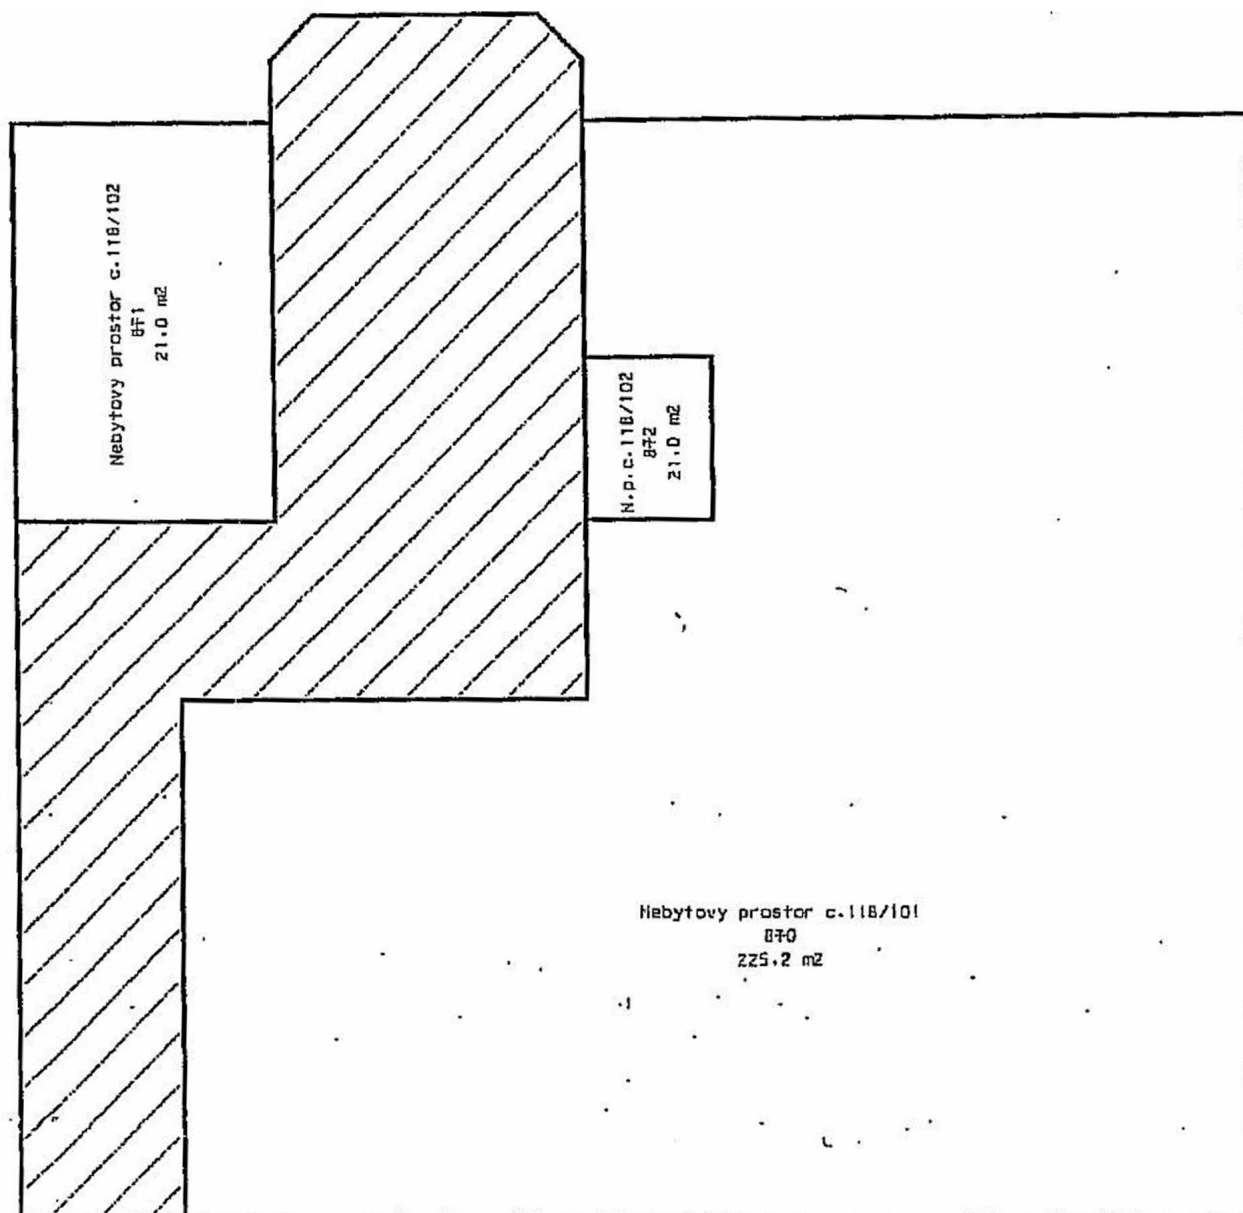 Nebytovy prostor c.118/102
871
21.0 m2
N.p.c.118/102
872
21.0 m2
Nebytovy prostor c.118/101
870
225.2 m2